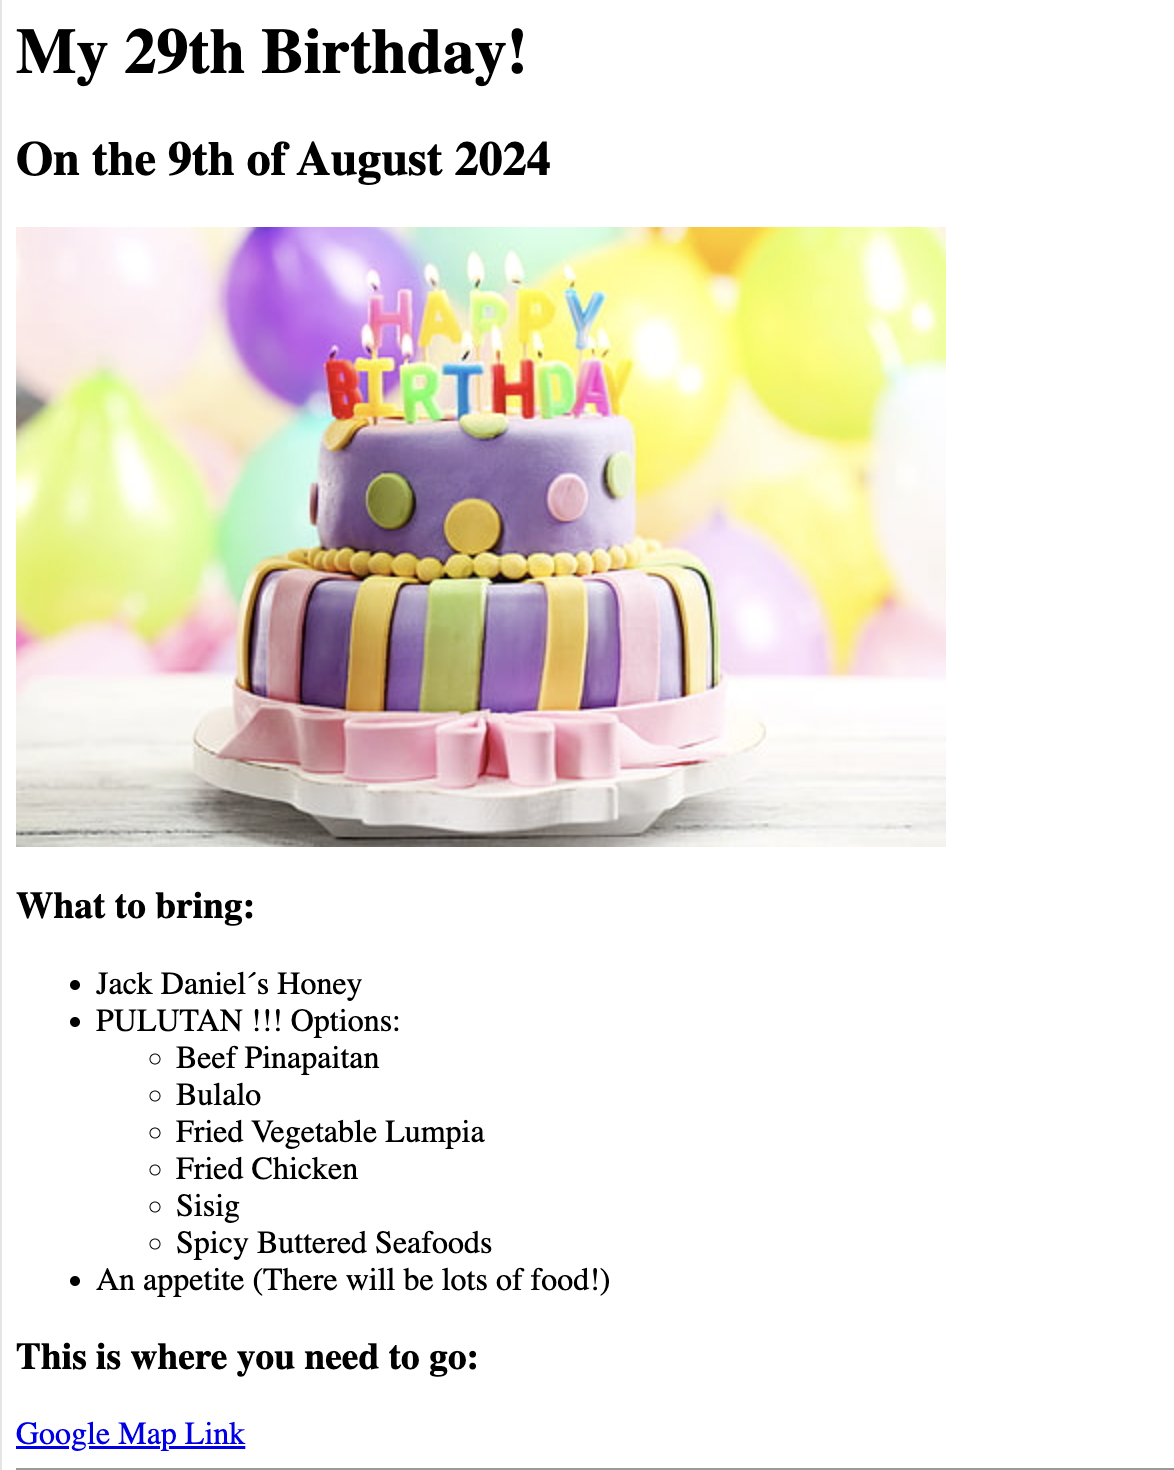 My 29th Birthday!
On the 9th of August 2024
HAPPY
BIRTHDAY
What to bring:
Jack Daniel´s Honey
PULUTAN !!! Options:
Beef Pinapaitan
Bulalo
Fried Vegetable Lumpia
Fried Chicken
Sisig
Spicy Buttered Seafoods
An appetite (There will be lots of food!)
This is where you need to go:
Google Map Link